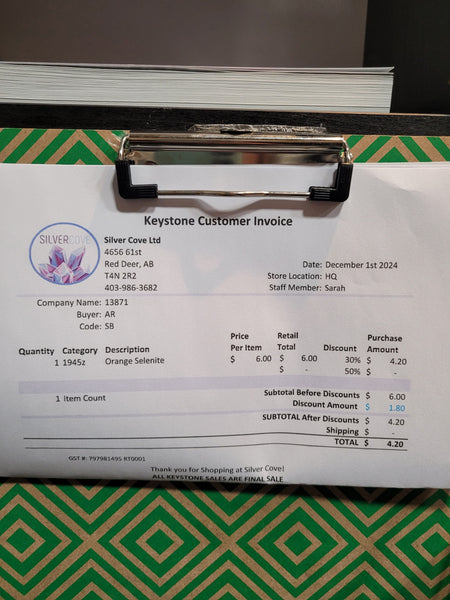 Keystone Customer Invoice
SILVERCOVE
Silver Cove Ltd
4656 61st
Red Deer, AB
T4N 2R2
403-986-3682
Date: December 1st 2024
Store Location: HQ
Staff Member: Sarah
Company Name: 13871
Buyer: AR
Code: SB
Quantity Category Description Price Per Item Retail Total Discount Purchase Amount
1 1945z Orange Selenite $ 6.00 $ 6.00 30% $ 4.20
$ - 50% $ -
1 Item Count
Subtotal Before Discounts $ 6.00
Discount Amount $ 1.80
SUBTOTAL After Discounts $ 4.20
Shipping $ -
TOTAL $ 4.20
GST #: 797981495 RT0001
Thank you for Shopping at Silver Cove!
ALL KEYSTONE SALES ARE FINAL SALE